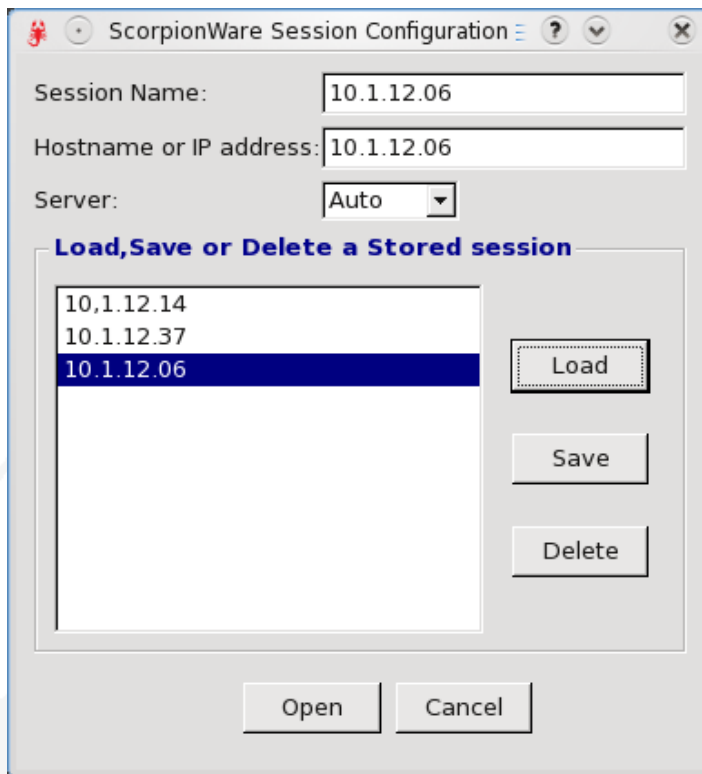 ScorpionWare Session Configuration
Session Name: 10.1.12.06
Hostname or IP address: 10.1.12.06
Server: Auto
Load,Save or Delete a Stored session
10,1.12.14
10.1.12.37
10.1.12.06
Load
Save
Delete
Open Cancel